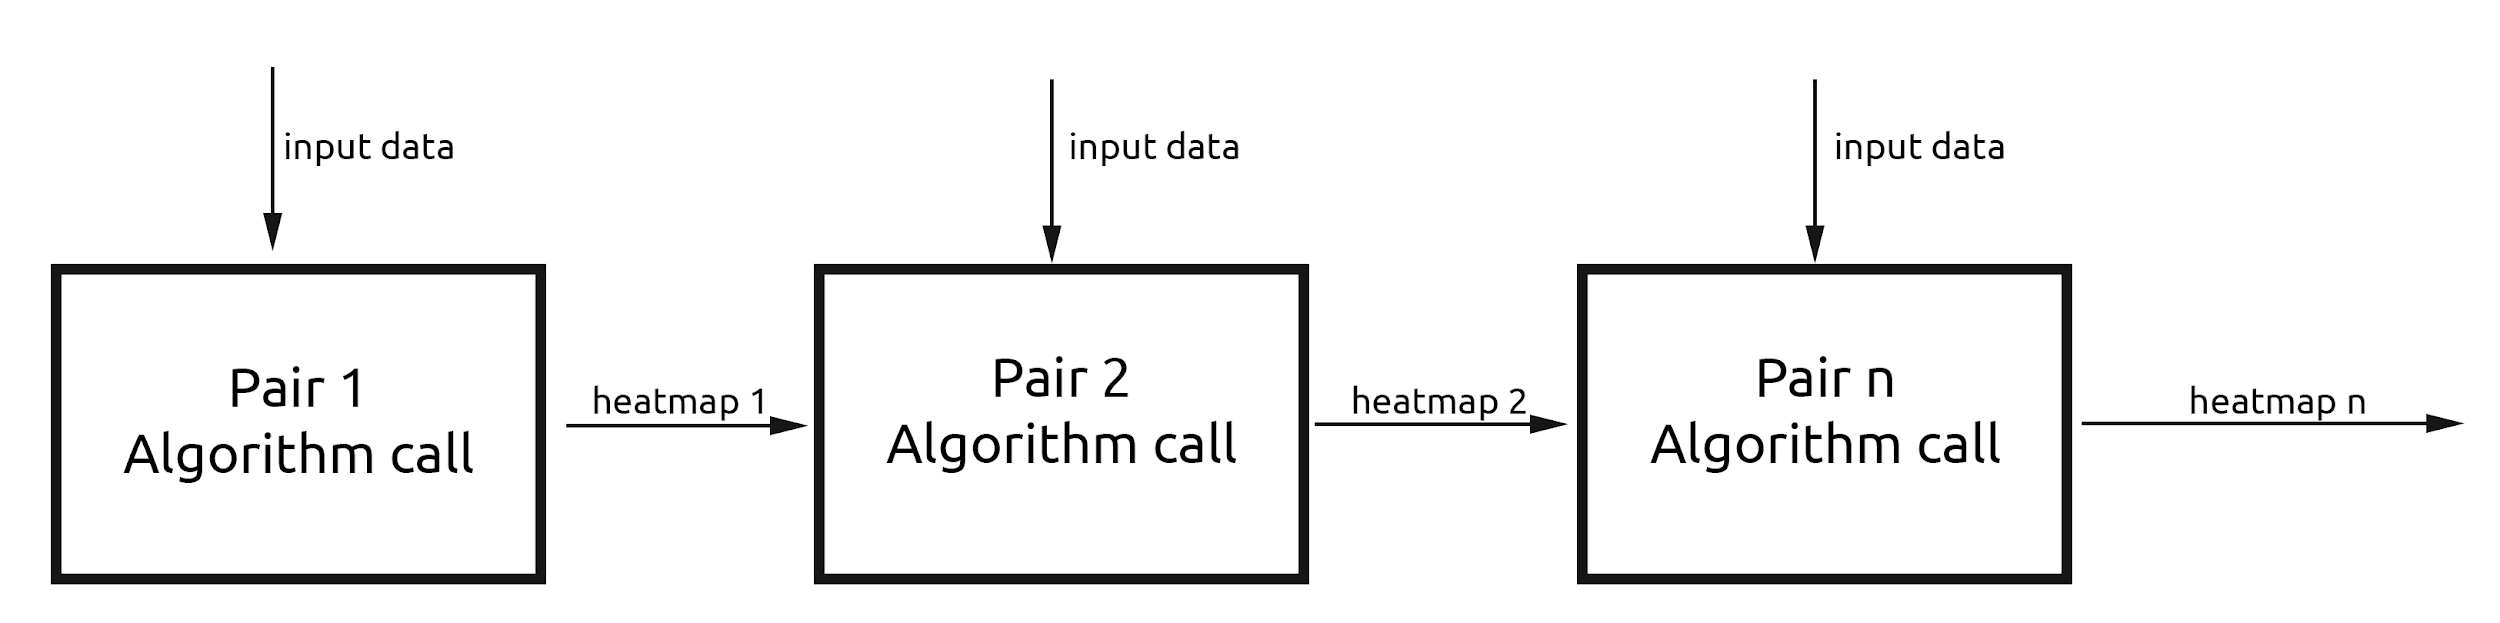 input data
input data
input data
Pair 1
Algorithm call
heatmap 1
Pair 2
Algorithm call
heatmap 2
Pair n
Algorithm call
heatmap n